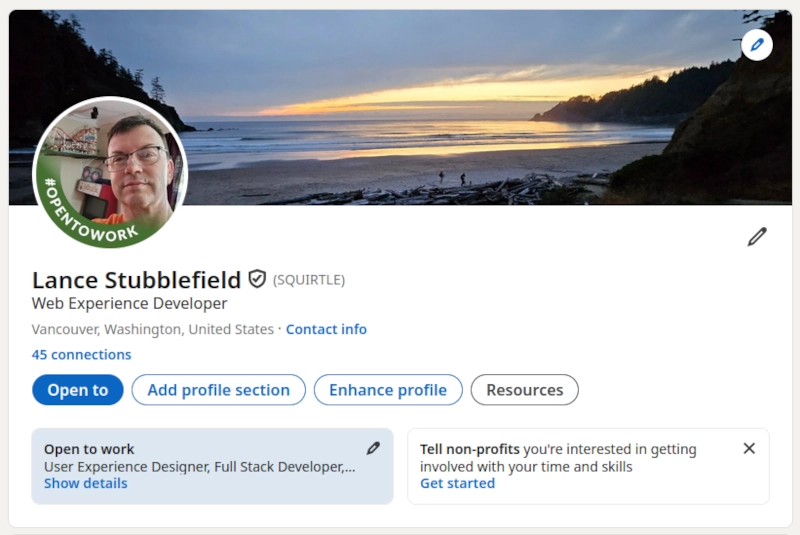 #OPENTOWORK
Lance Stubblefield (SQUIRTLE)
Web Experience Developer
Vancouver, Washington, United States · Contact info
45 connections
Open to
Add profile section
Enhance profile
Resources
Open to work
User Experience Designer, Full Stack Developer,...
Show details
Tell non-profits you're interested in getting
involved with your time and skills
Get started